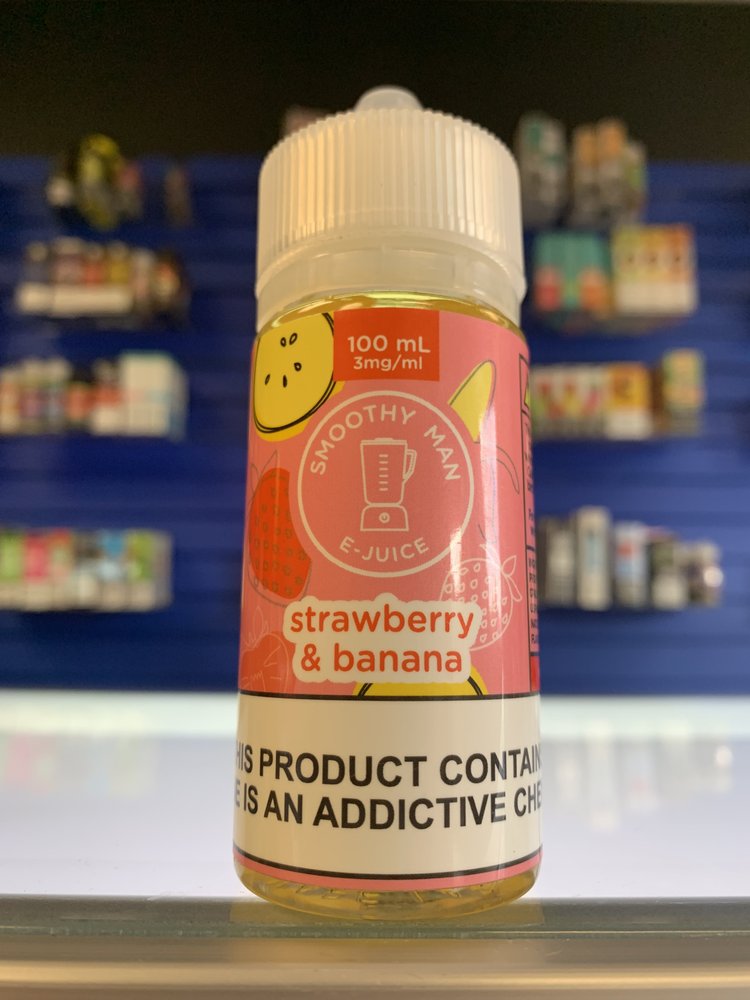 100 mL
3mg/ml
SMOOTHY MAN
E-JUICE
strawberry
& banana
HIS PRODUCT CONTAIN
E IS AN ADDICTIVE CHE